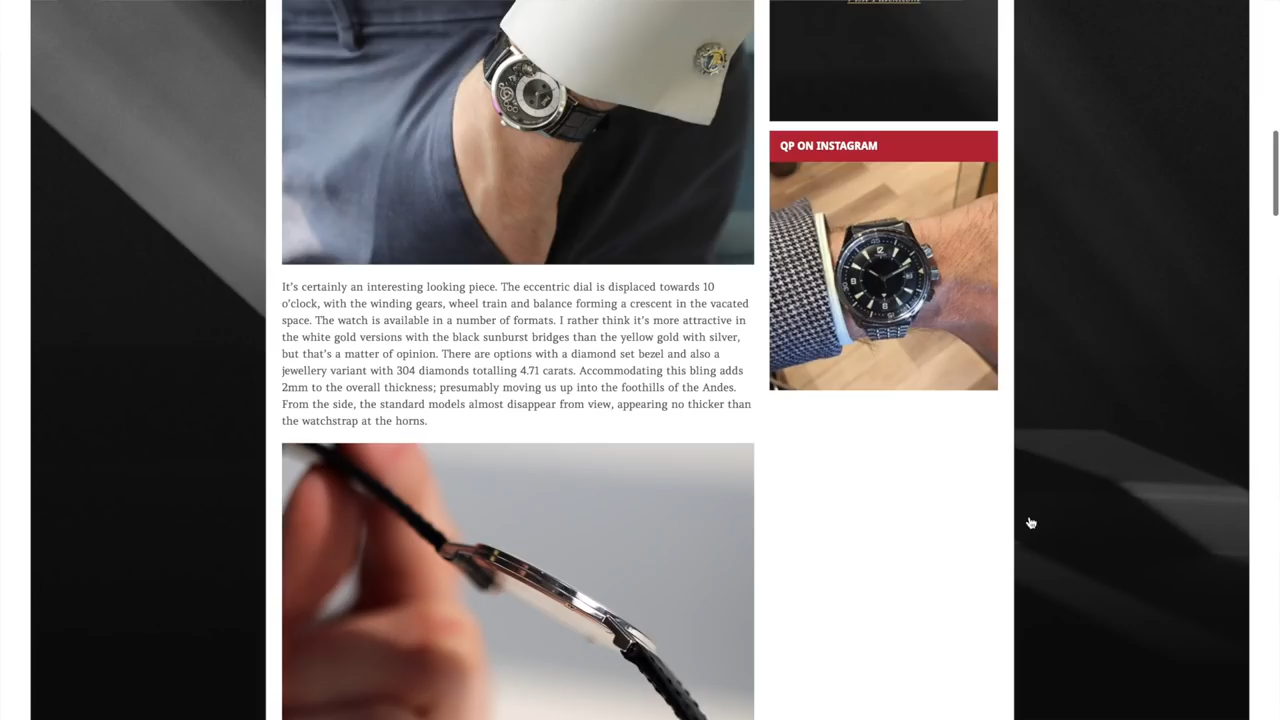 QP ON INSTAGRAM
It's certainly an interesting looking piece. The eccentric dial is displaced towards 10
o'clock, with the winding gears, wheel train and balance forming a crescent in the vacated
space. The watch is available in a number of formats. I rather think it's more attractive in
the white gold versions with the black sunburst bridges than the yellow gold with silver,
but that's a matter of opinion. There are options with a diamond set bezel and also a
jewellery variant with 304 diamonds totalling 4.71 carats. Accommodating this bling adds
2mm to the overall thickness; presumably moving us up into the foothills of the Andes.
From the side, the standard models almost disappear from view, appearing no thicker than
the watchstrap at the horns.